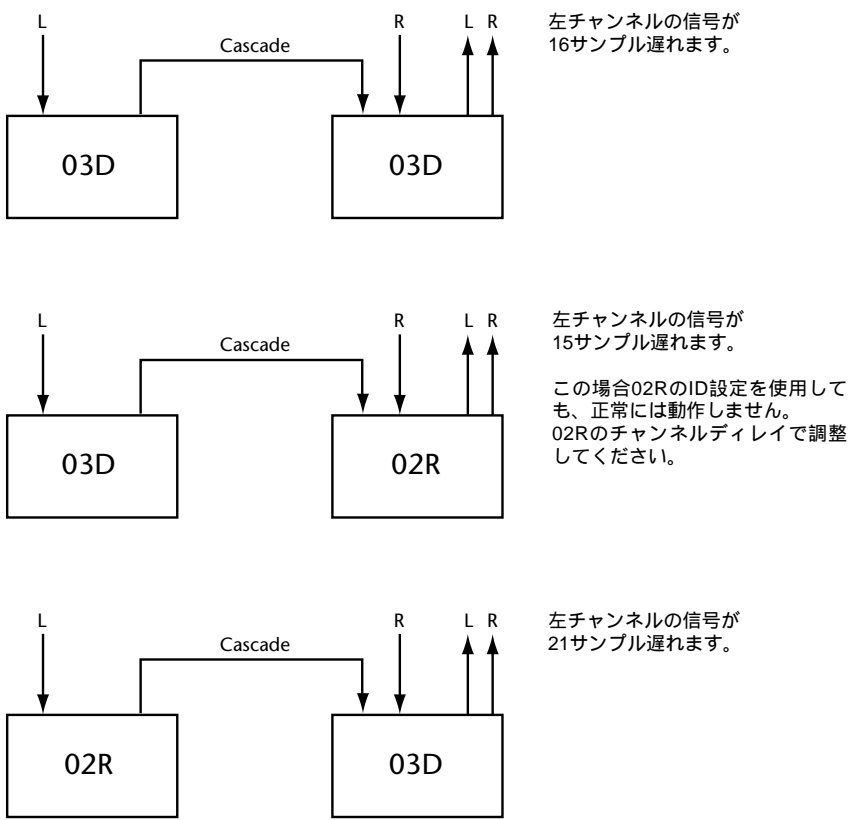 L R L R 左チャンネルの信号が
Cascade 16サンプル遅れます。
03D 03D
L R L R 左チャンネルの信号が
Cascade 15サンプル遅れます。
この場合02RのID設定を使用して
も、正常には動作しません。
02Rのチャンネルディレイで調整
してください。
03D 02R
L R L R 左チャンネルの信号が
Cascade 21サンプル遅れます。
02R 03D